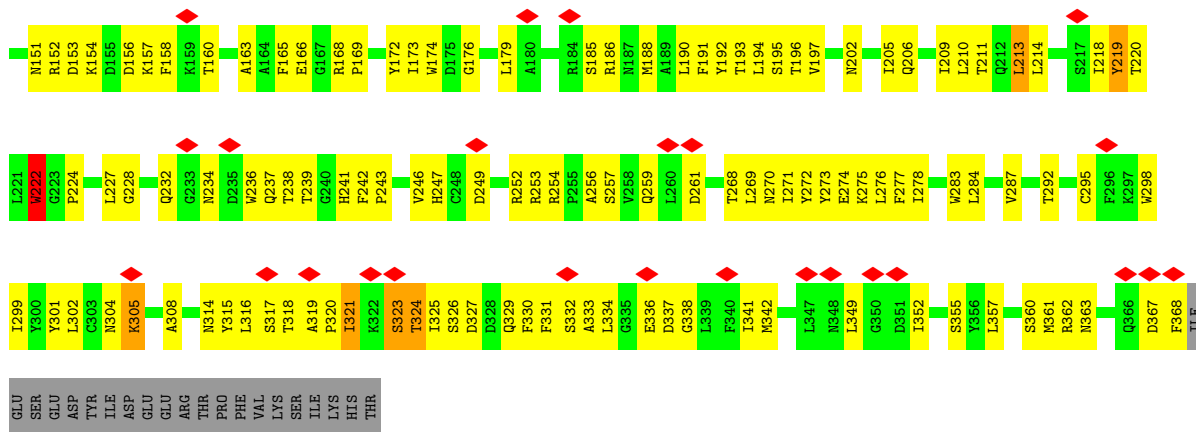 N151 R152 D153 K154 D155 D156 K157 F158 K159 T160 A163 A164 F165 E166 G167 R168 P169 Y172 I173 W174 D175 G176 L179 A180 R184 S185 R186 N187 M188 A189 L190 F191 Y192 T193 L194 S195 T196 V197 N202 I205 Q206 I209 L210 T211 Q212 L213 L214 S217 I218 Y219 T220
L221 W222 G223 P224 L227 G228 Q232 G233 N234 D235 W236 Q237 T238 T239 G240 H241 F242 P243 V246 H247 C248 D249 R252 R253 R254 P255 A256 S257 V258 Q259 L260 D261 T268 L269 N270 I271 Y272 Y273 E274 K275 L276 F277 I278 W283 L284 V287 T292 C295 F296 K297 W298
I299 Y300 Y301 L302 C303 N304 K305 A308 N314 Y315 L316 S317 T318 A319 P320 I321 K322 S323 T324 I325 S326 D327 D328 Q329 F330 F331 S332 A333 L334 G335 E336 D337 G338 L339 F340 I341 M342 L347 N348 L349 G350 D351 I352 S355 Y356 L357 S360 M361 R362 N363 Q366 D367 F368 ILE
GLU SER GLU ASP TYR ILE ASP GLU GLU ARG THR PRO PHE VAL LYS SER ILE LYS HIS THR